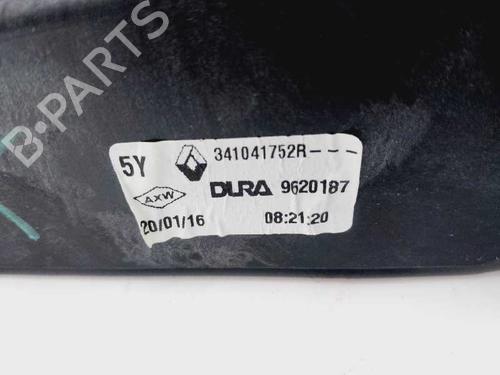 B-PARTS
5Y 341041752R---
AXW DURA 9620187
20/01/16 08:21:20